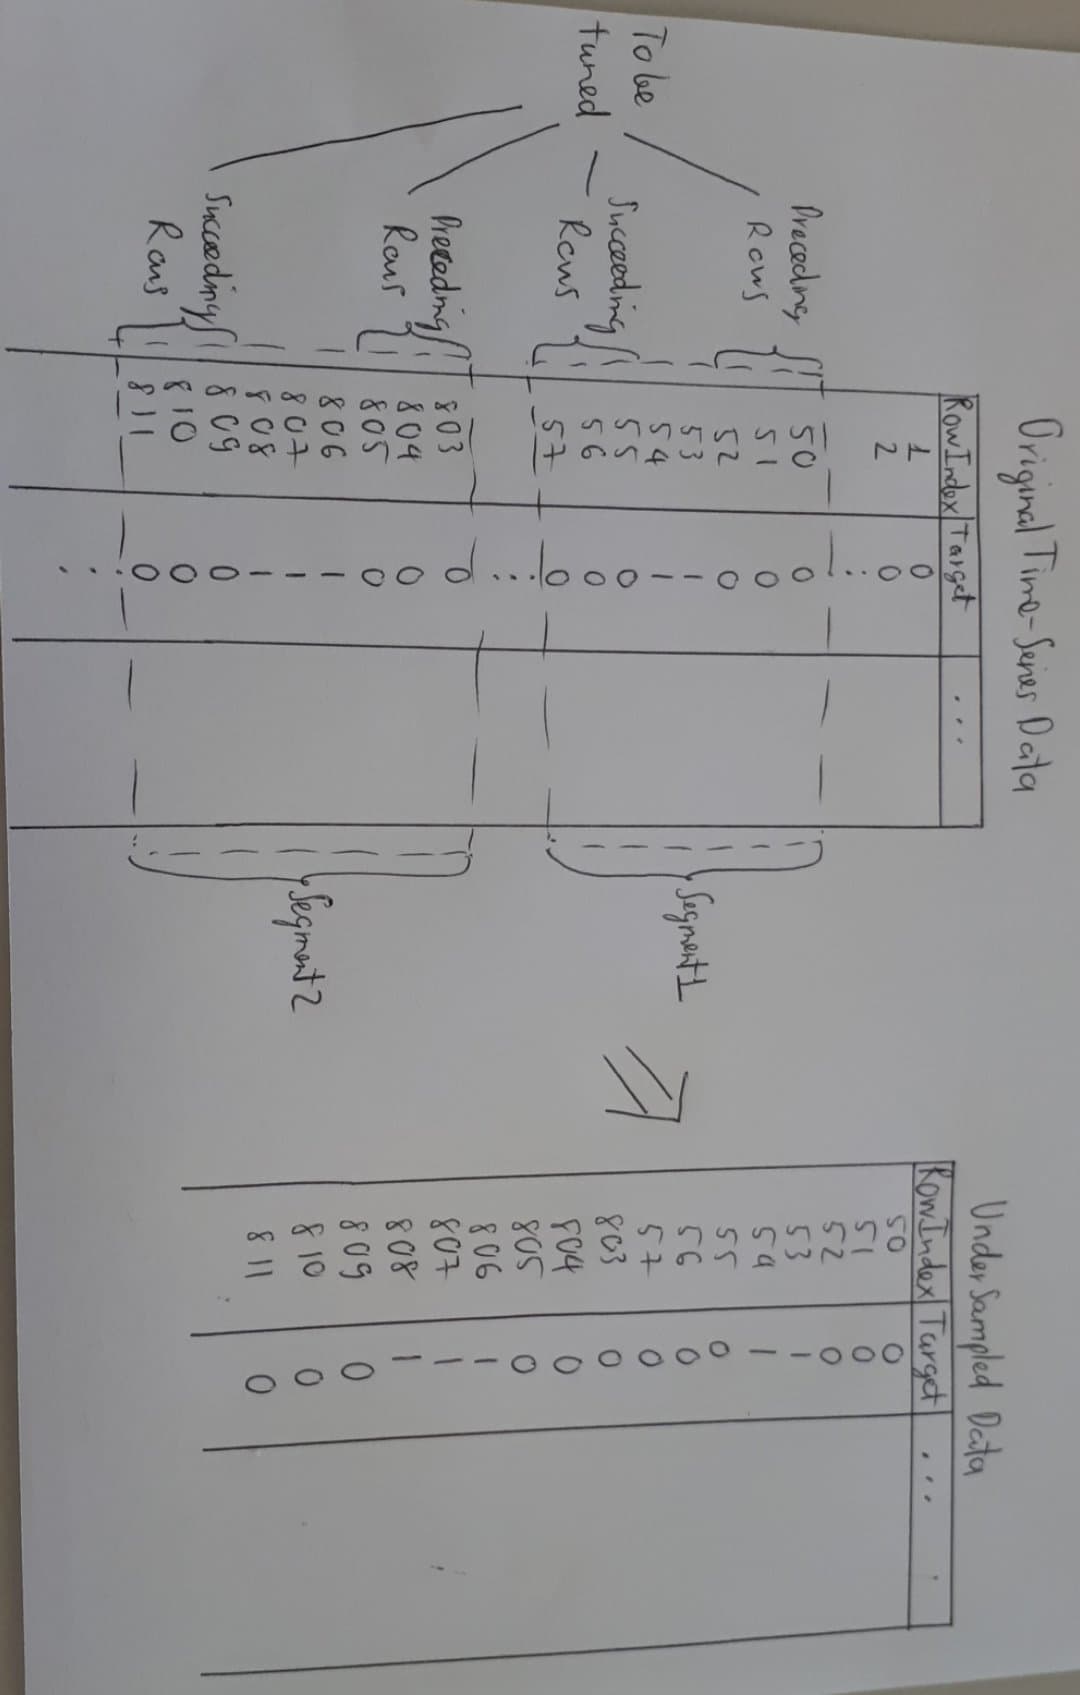 Original Time-Series Data
RowIndex Target ...
1 0
2 0
Preceding
Rows
50 0
51 0
52 0
53 1
54 1
Succeeding
Rows
55 0
56 0
57 0
Segment1
To be
tuned
Preceding
Rows
803 0
804 0
805 0
806 1
807 1
808 1
Succeeding
Rows
809 0
810 0
811 0
Segment2
UnderSampled Data
RowIndex Target ...
50 0
51 0
52 0
53 1
54 1
55 0
56 0
57 0
803 0
804 0
805 0
806 1
807 1
808 1
809 0
810 0
811 0